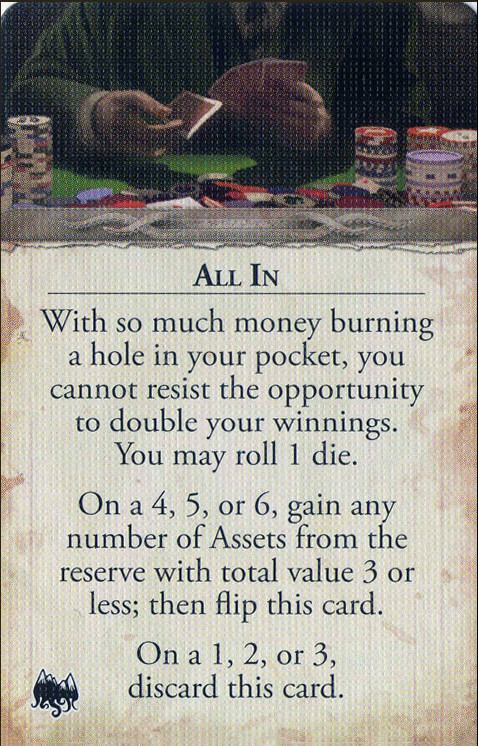 All In
With so much money burning
a hole in your pocket, you
cannot resist the opportunity
to double your winnings.
You may roll 1 die.
On a 4, 5, or 6, gain any
number of Assets from the
reserve with total value 3 or
less; then flip this card.
On a 1, 2, or 3,
discard this card.